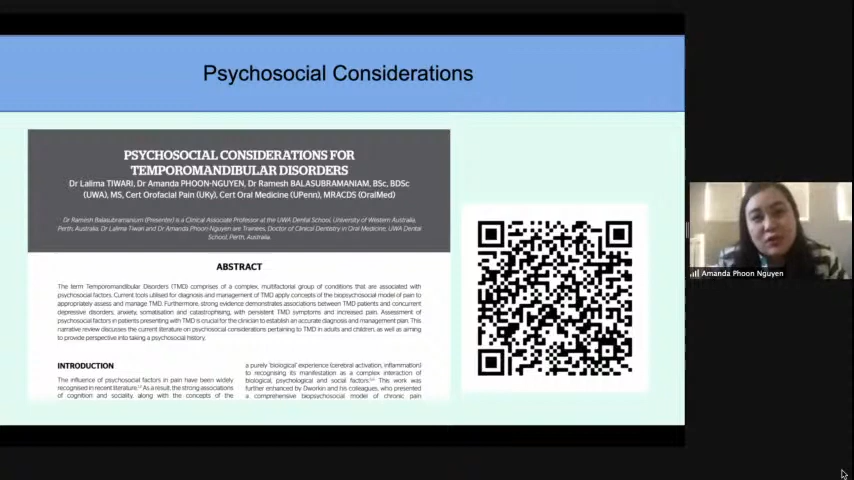 Psychosocial Considerations
PSYCHOSOCIAL CONSIDERATIONS FOR
TEMPOROMANDIBULAR DISORDERS
Dr Lalima TIWARI, Dr Amanda PHOON-NGUYEN, Dr Ramesh BALASUBRAMANIAM, BSc, BDSc
(UWA), MS, Cert Orofacial Pain (UKy), Cert Oral Medicine (UPenn), MRACDS (OralMed)
Dr Ramesh Balasubramanium (Presenter) is a Clinical Associate Professor at the UWA Dental School, University of Western Australia,
Perth, Australia. Dr Lalima Tiwari and Dr Amanda Phoon-Nguyen are Trainees, Doctor of Clinical Dentistry in Oral Medicine, UWA Dental
School, Perth, Australia.
ABSTRACT
The term Temporomandibular Disorders (TMD) comprises of a complex, multifactorial group of conditions that are associated with
psychosocial factors. Current tools utilised for diagnosis and management of TMD apply concepts of the biopsychosocial model of pain to
appropriately assess and manage TMD. Furthermore, strong evidence demonstrates associations between TMD patients and concurrent
depressive disorders, anxiety, somatisation and catastrophising, with persistent TMD symptoms and increased pain. Assessment of
psychosocial factors in patients presenting with TMD is crucial for the clinician to establish an accurate diagnosis and management plan. This
narrative review discusses the current literature on psychosocial considerations pertaining to TMD in adults and children, as well as aiming
to provide perspective into taking a psychosocial history.
INTRODUCTION
The influence of psychosocial factors in pain have been widely
recognised in recent literature. As a result, the strong associations
of cognition and sociality, along with the concepts of the
a purely 'biological' experience (cerebral activation, inflammation)
to recognising its manifestation as a complex interaction of
biological, psychological and social factors. This work was
further enhanced by Dworkin and his colleagues, who presented
a comprehensive biopsychosocial model of chronic pain
Amanda Phoon Nguyen